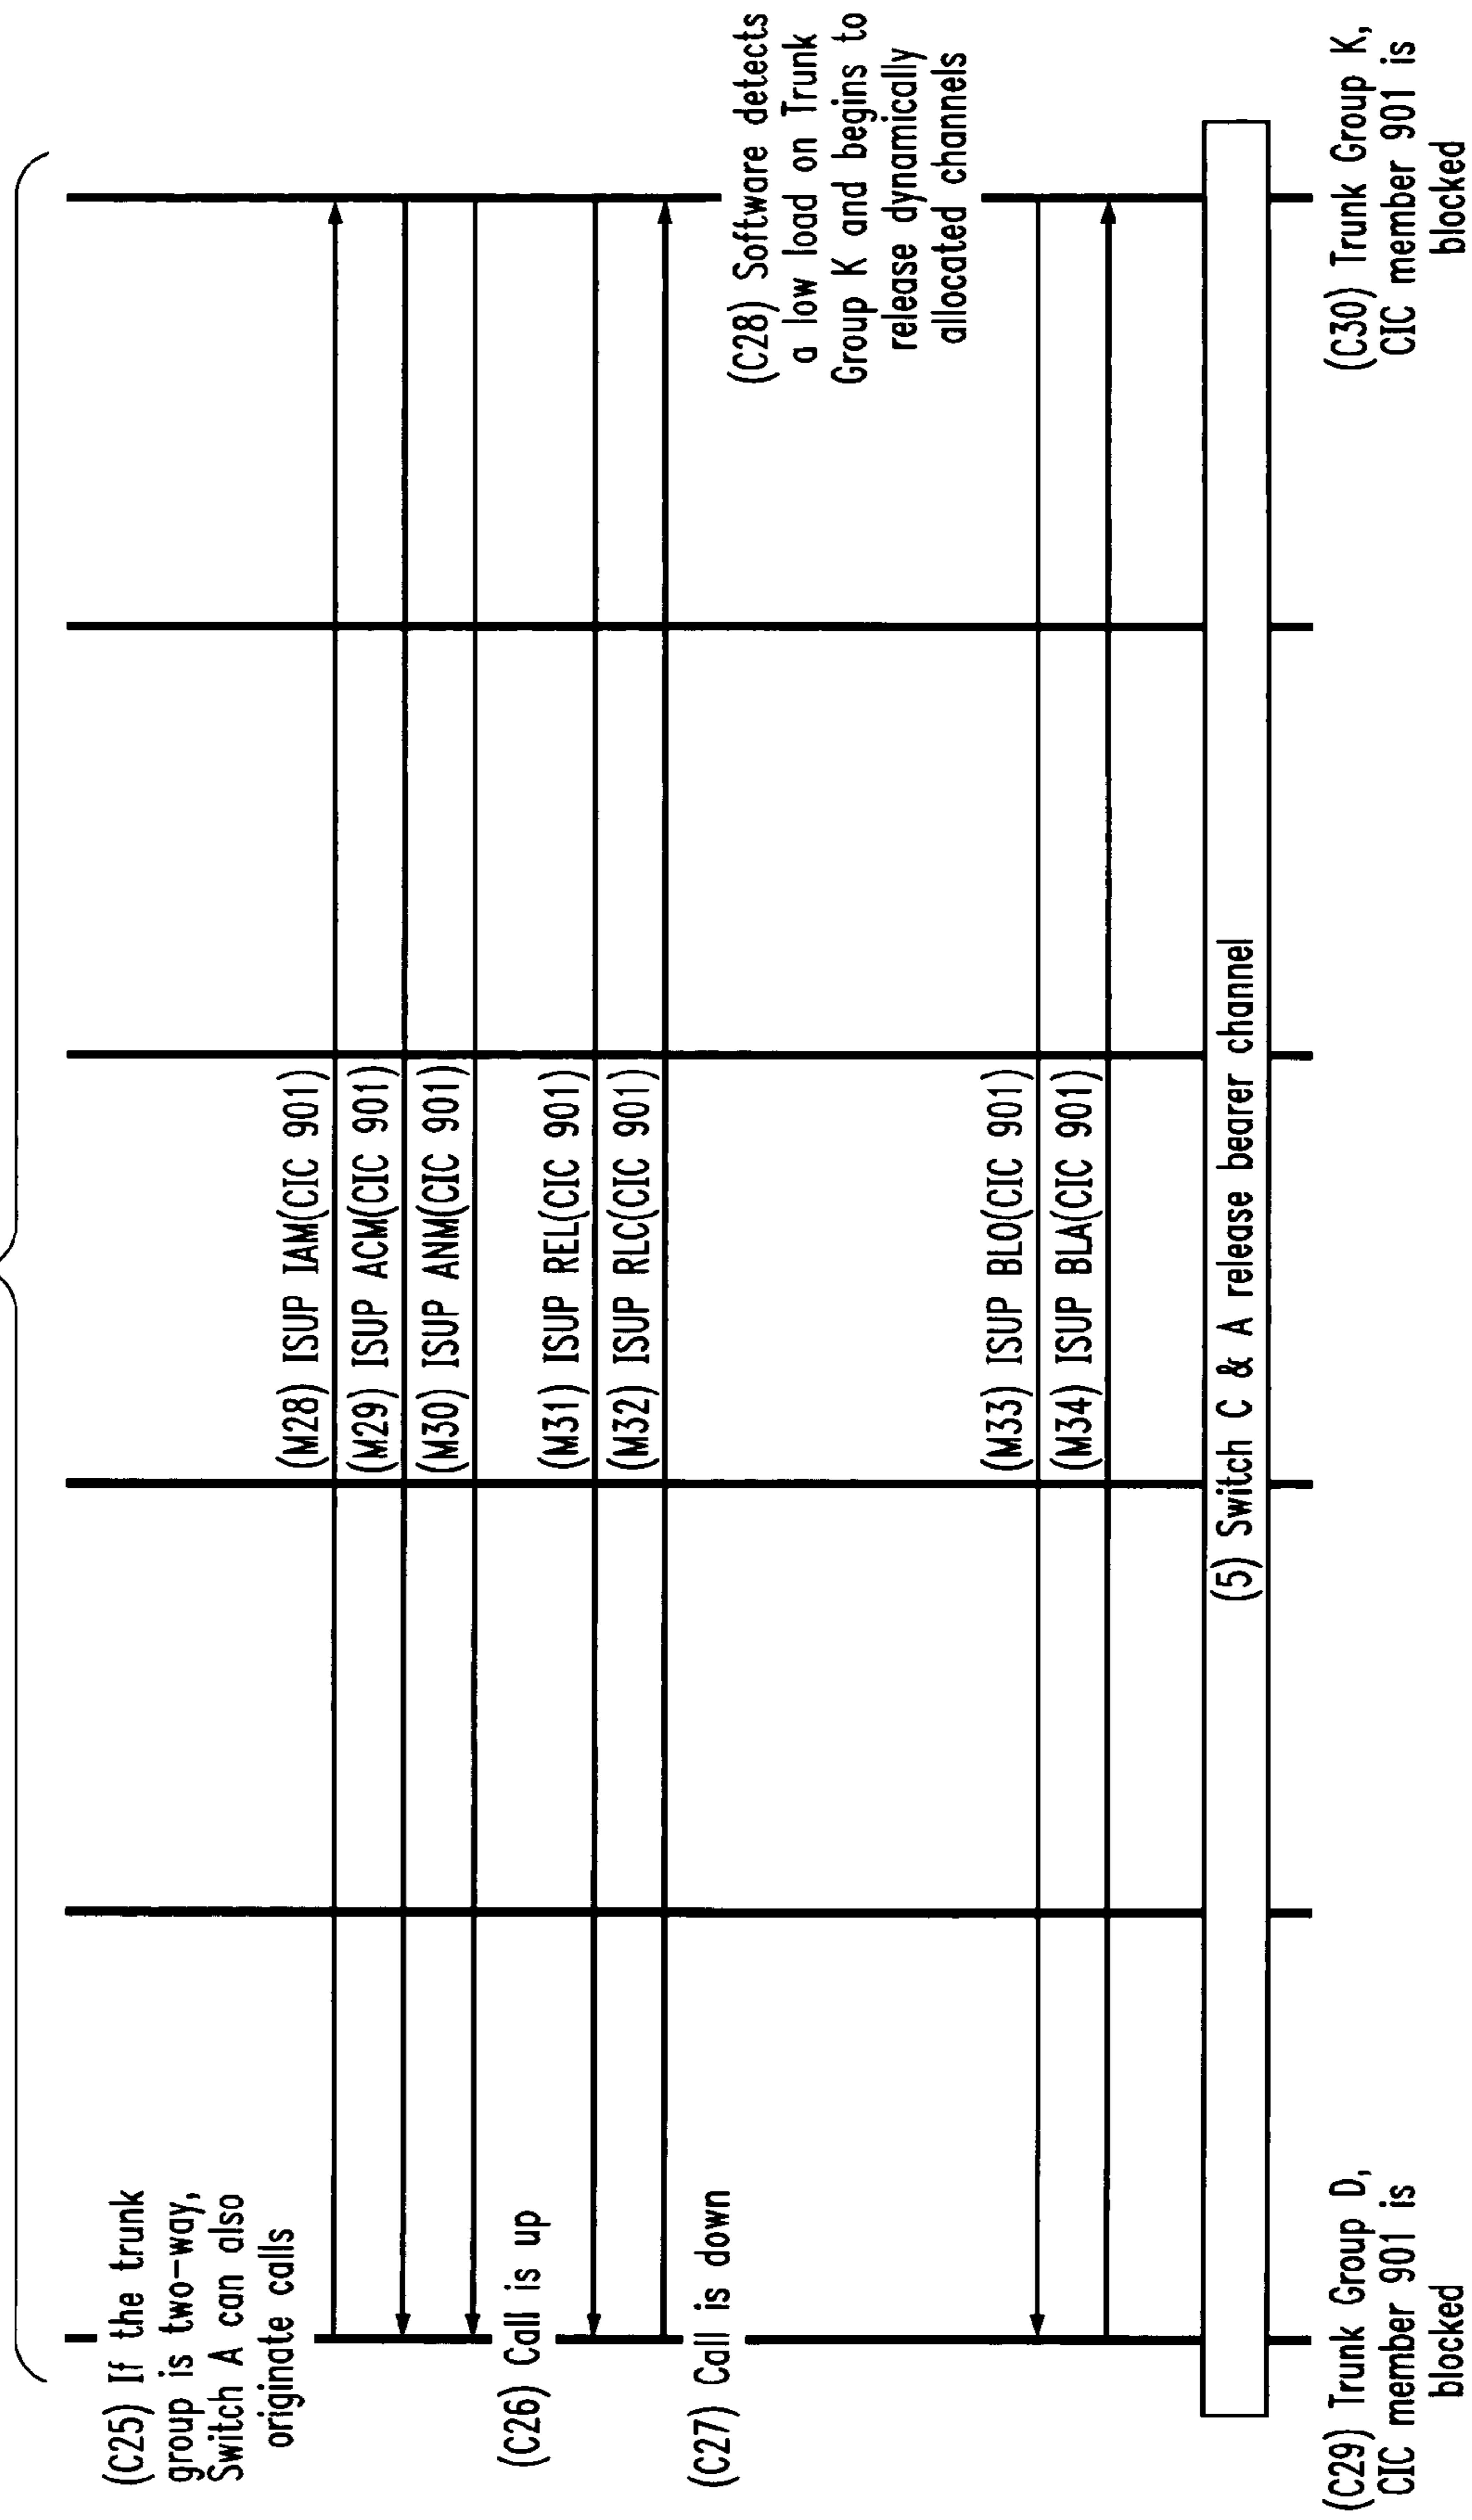 (C25) If the trunk
group is two-way,
Switch A can also
originate calls
(M28) ISUP IAM(CIC 901)
(M29) ISUP ACM(CIC 901)
(M30) ISUP ANM(CIC 901)
(C26) Call is up
(M31) ISUP REL(CIC 901)
(M32) ISUP RLC(CIC 901)
(C27) Call is down
(C28) Software detects
a low load on Trunk
Group K and begins to
release dynamically
allocated channels
(M33) ISUP BLO(CIC 901)
(M34) ISUP BLA(CIC 901)
(5) Switch C & A release bearer channel
(C29) Trunk Group D,
CIC member 901 is
blocked
(C30) Trunk Group K,
CIC member 901 is
blocked